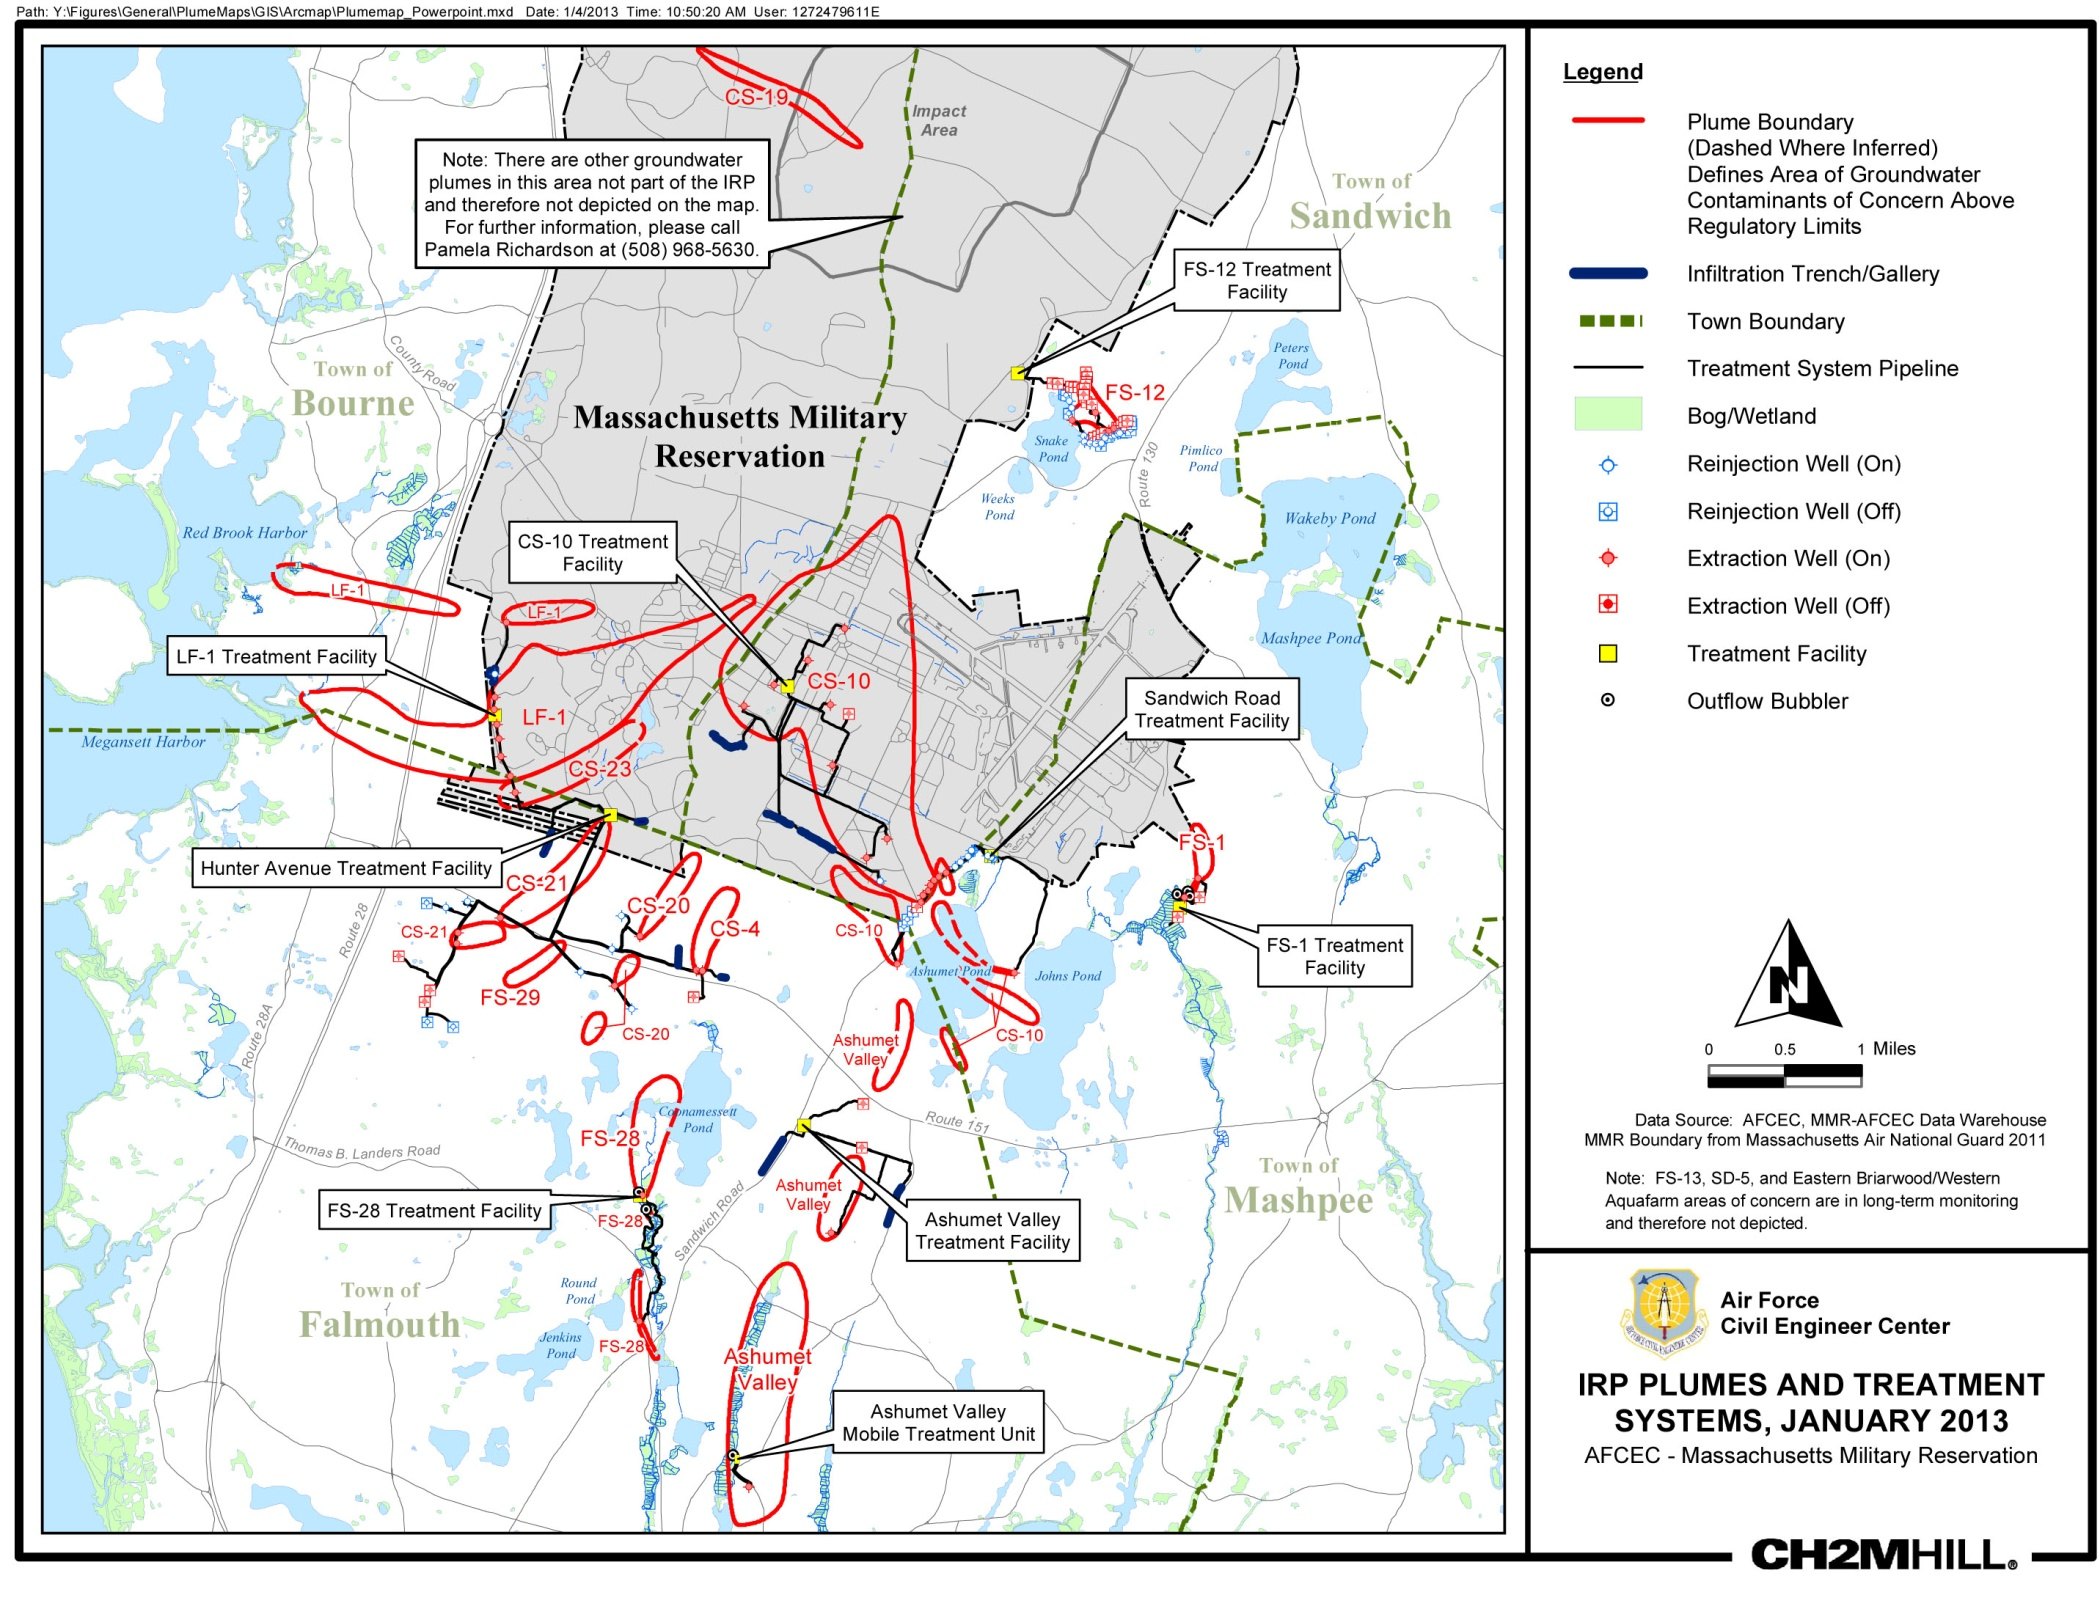 Path: Y:\Figures\General\PlumeMaps\GIS\Arcmap\Plumemap_Powerpoint.mxd   Date: 1/4/2013  Time: 10:50:20 AM  User: 1272479611E
CS-19
Impact
Area
Note: There are other groundwater
plumes in this area not part of the IRP
and therefore not depicted on the map.
For further information, please call
Pamela Richardson at (508) 968-5630.
Town of
Sandwich
FS-12 Treatment
Facility
County Road
Town of
Bourne
Peters
Pond
FS-12
Massachusetts Military
Reservation
Snake
Pond
Route 130
Pimlico
Pond
Weeks
Pond
Wakeby Pond
Red Brook Harbor
CS-10 Treatment
Facility
LF-1
LF-1
Mashpee Pond
LF-1 Treatment Facility
CS-10
Sandwich Road
Treatment Facility
LF-1
Megansett Harbor
CS-23
FS-1
Hunter Avenue Treatment Facility
CS-21
CS-20
CS-4
CS-21
CS-10
Route 28
FS-1 Treatment
Facility
Ashumet Pond
Johns Pond
FS-29
CS-20
Ashumet
Valley
CS-10
Route 28A
Coonamessett
Pond
Route 151
FS-28
Thomas B. Landers Road
Town of
Mashpee
Ashumet
Valley
FS-28 Treatment Facility
FS-28
Sandwich Road
Ashumet Valley
Treatment Facility
Round
Pond
Town of
Falmouth
Jenkins
Pond
FS-28
Ashumet
Valley
Ashumet Valley
Mobile Treatment Unit
Legend
Plume Boundary
(Dashed Where Inferred)
Defines Area of Groundwater
Contaminants of Concern Above
Regulatory Limits
Infiltration Trench/Gallery
Town Boundary
Treatment System Pipeline
Bog/Wetland
Reinjection Well (On)
Reinjection Well (Off)
Extraction Well (On)
Extraction Well (Off)
Treatment Facility
Outflow Bubbler
N
0 0.5 1 Miles
Data Source:  AFCEC, MMR-AFCEC Data Warehouse
MMR Boundary from Massachusetts Air National Guard 2011
Note:  FS-13, SD-5, and Eastern Briarwood/Western
Aquafarm areas of concern are in long-term monitoring
and therefore not depicted.
Air Force
Civil Engineer Center
IRP PLUMES AND TREATMENT
SYSTEMS, JANUARY 2013
AFCEC - Massachusetts Military Reservation
CH2MHILL®